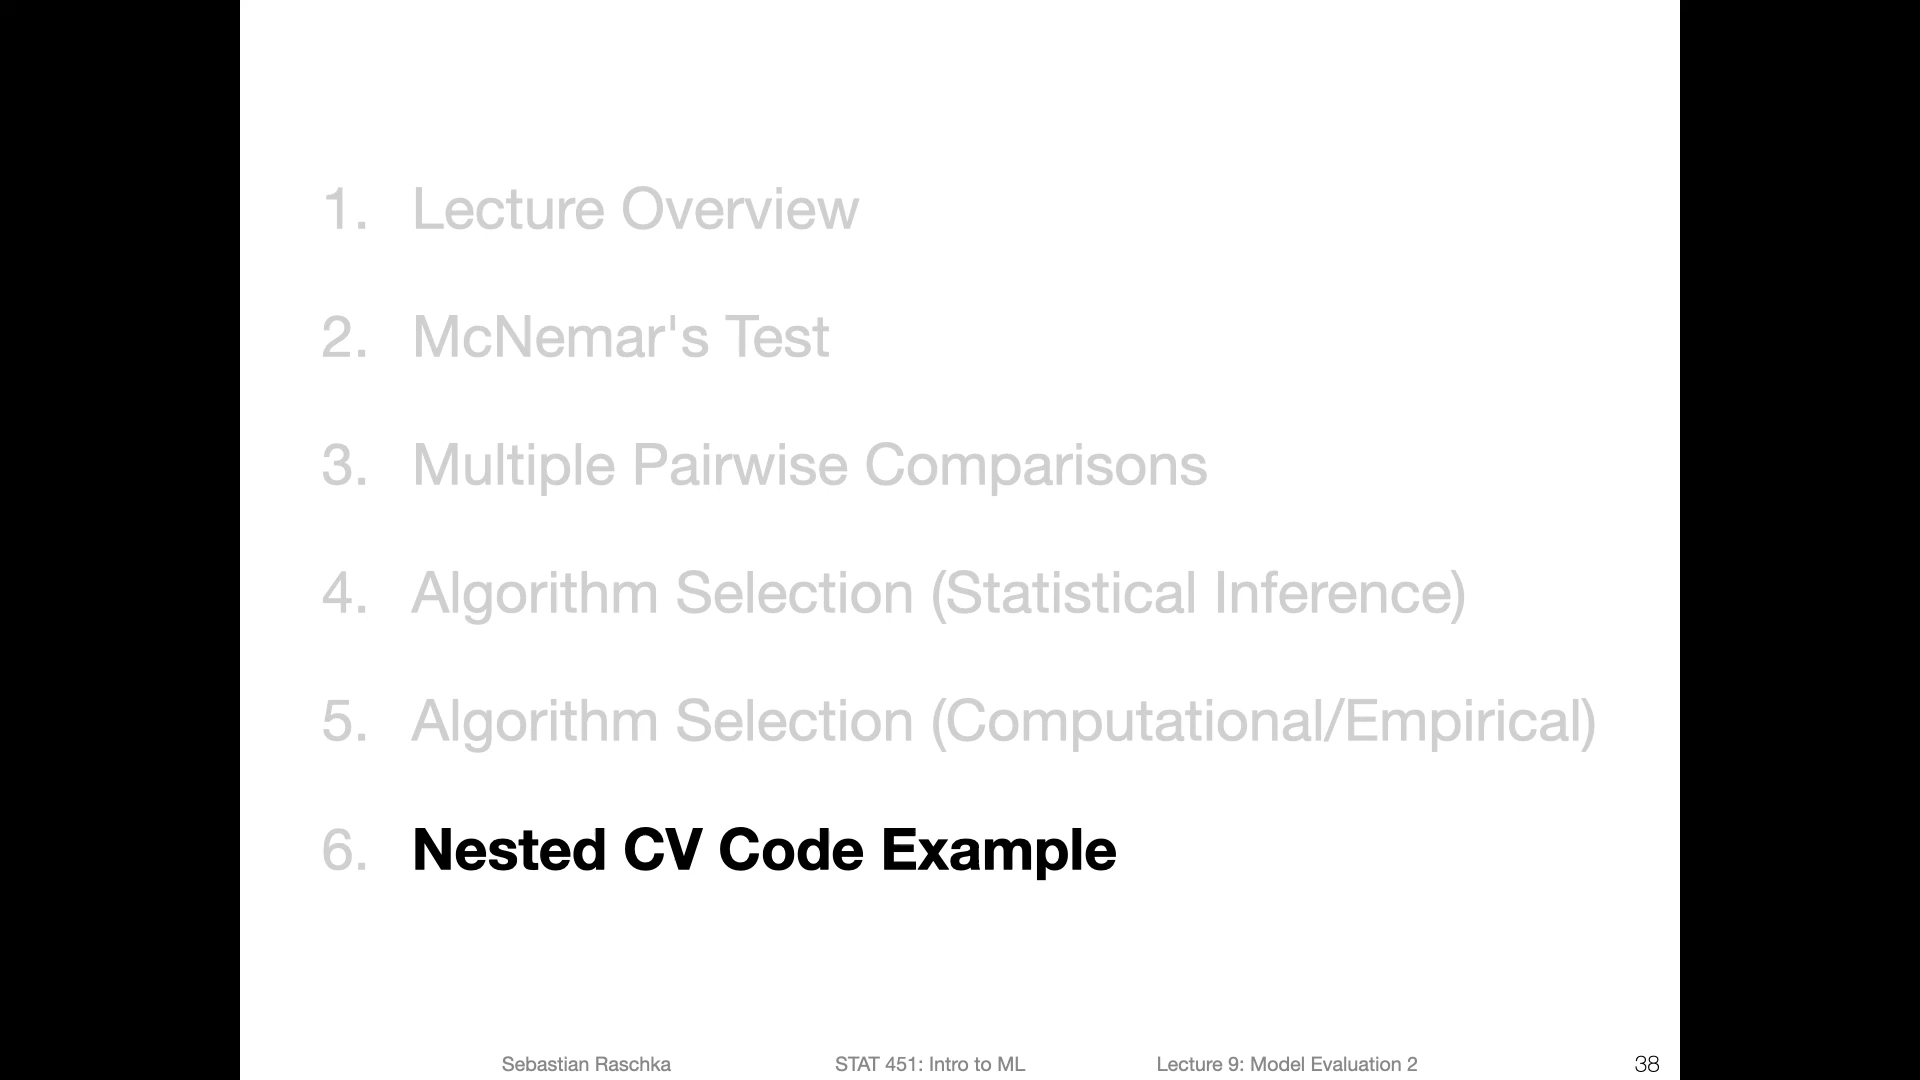 1. Lecture Overview
2. McNemar's Test
3. Multiple Pairwise Comparisons
4. Algorithm Selection (Statistical Inference)
5. Algorithm Selection (Computational/Empirical)
6. Nested CV Code Example
Sebastian Raschka STAT 451: Intro to ML Lecture 9: Model Evaluation 2 38